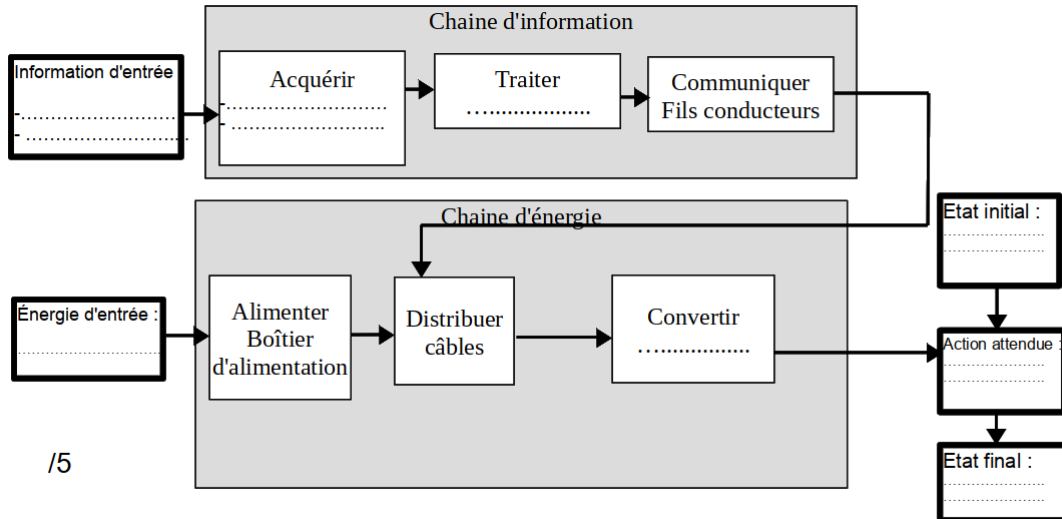 Chaine d'information
Information d'entrée
-..............................
- ..............................
Acquérir
-...........................
- ........................
Traiter
…..................
Communiquer
Fils conducteurs
Chaine d'énergie
Énergie d'entrée :
....................................
Alimenter
Boîtier
d'alimentation
Distribuer
câbles
Convertir
…...............
Etat initial :
.........................
.........................
Action attendue :
.........................
.........................
Etat final :
.........................
.........................
/5